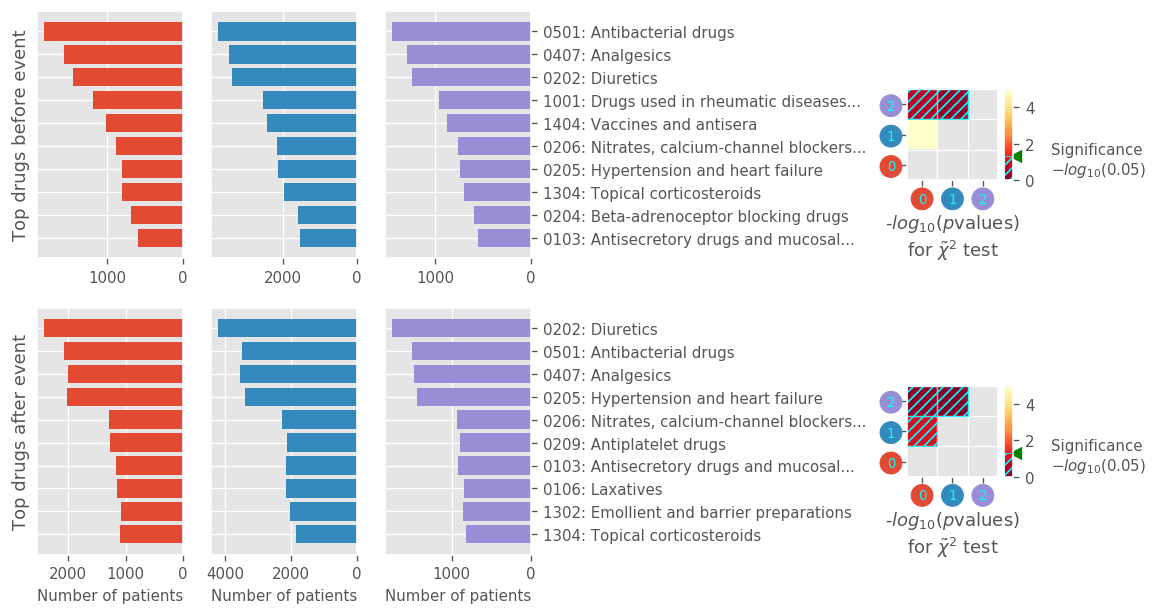 Top drugs before event
0501: Antibacterial drugs
0407: Analgesics
0202: Diuretics
1001: Drugs used in rheumatic diseases...
1404: Vaccines and antisera
0206: Nitrates, calcium-channel blockers...
0205: Hypertension and heart failure
1304: Topical corticosteroids
0204: Beta-adrenoceptor blocking drugs
0103: Antisecretory drugs and mucosal...
1000 0
2000 0
1000 0
2
1
0
0 1 2
4
2
0
Significance
−log₁₀(0.05)
-log₁₀(pvalues)
for χ̃² test
Top drugs after event
0202: Diuretics
0501: Antibacterial drugs
0407: Analgesics
0205: Hypertension and heart failure
0206: Nitrates, calcium-channel blockers...
0209: Antiplatelet drugs
0103: Antisecretory drugs and mucosal...
0106: Laxatives
1302: Emollient and barrier preparations
1304: Topical corticosteroids
2000 1000 0
4000 2000 0
1000 0
Number of patients
Number of patients
Number of patients
2
1
0
0 1 2
4
2
0
Significance
−log₁₀(0.05)
-log₁₀(pvalues)
for χ̃² test